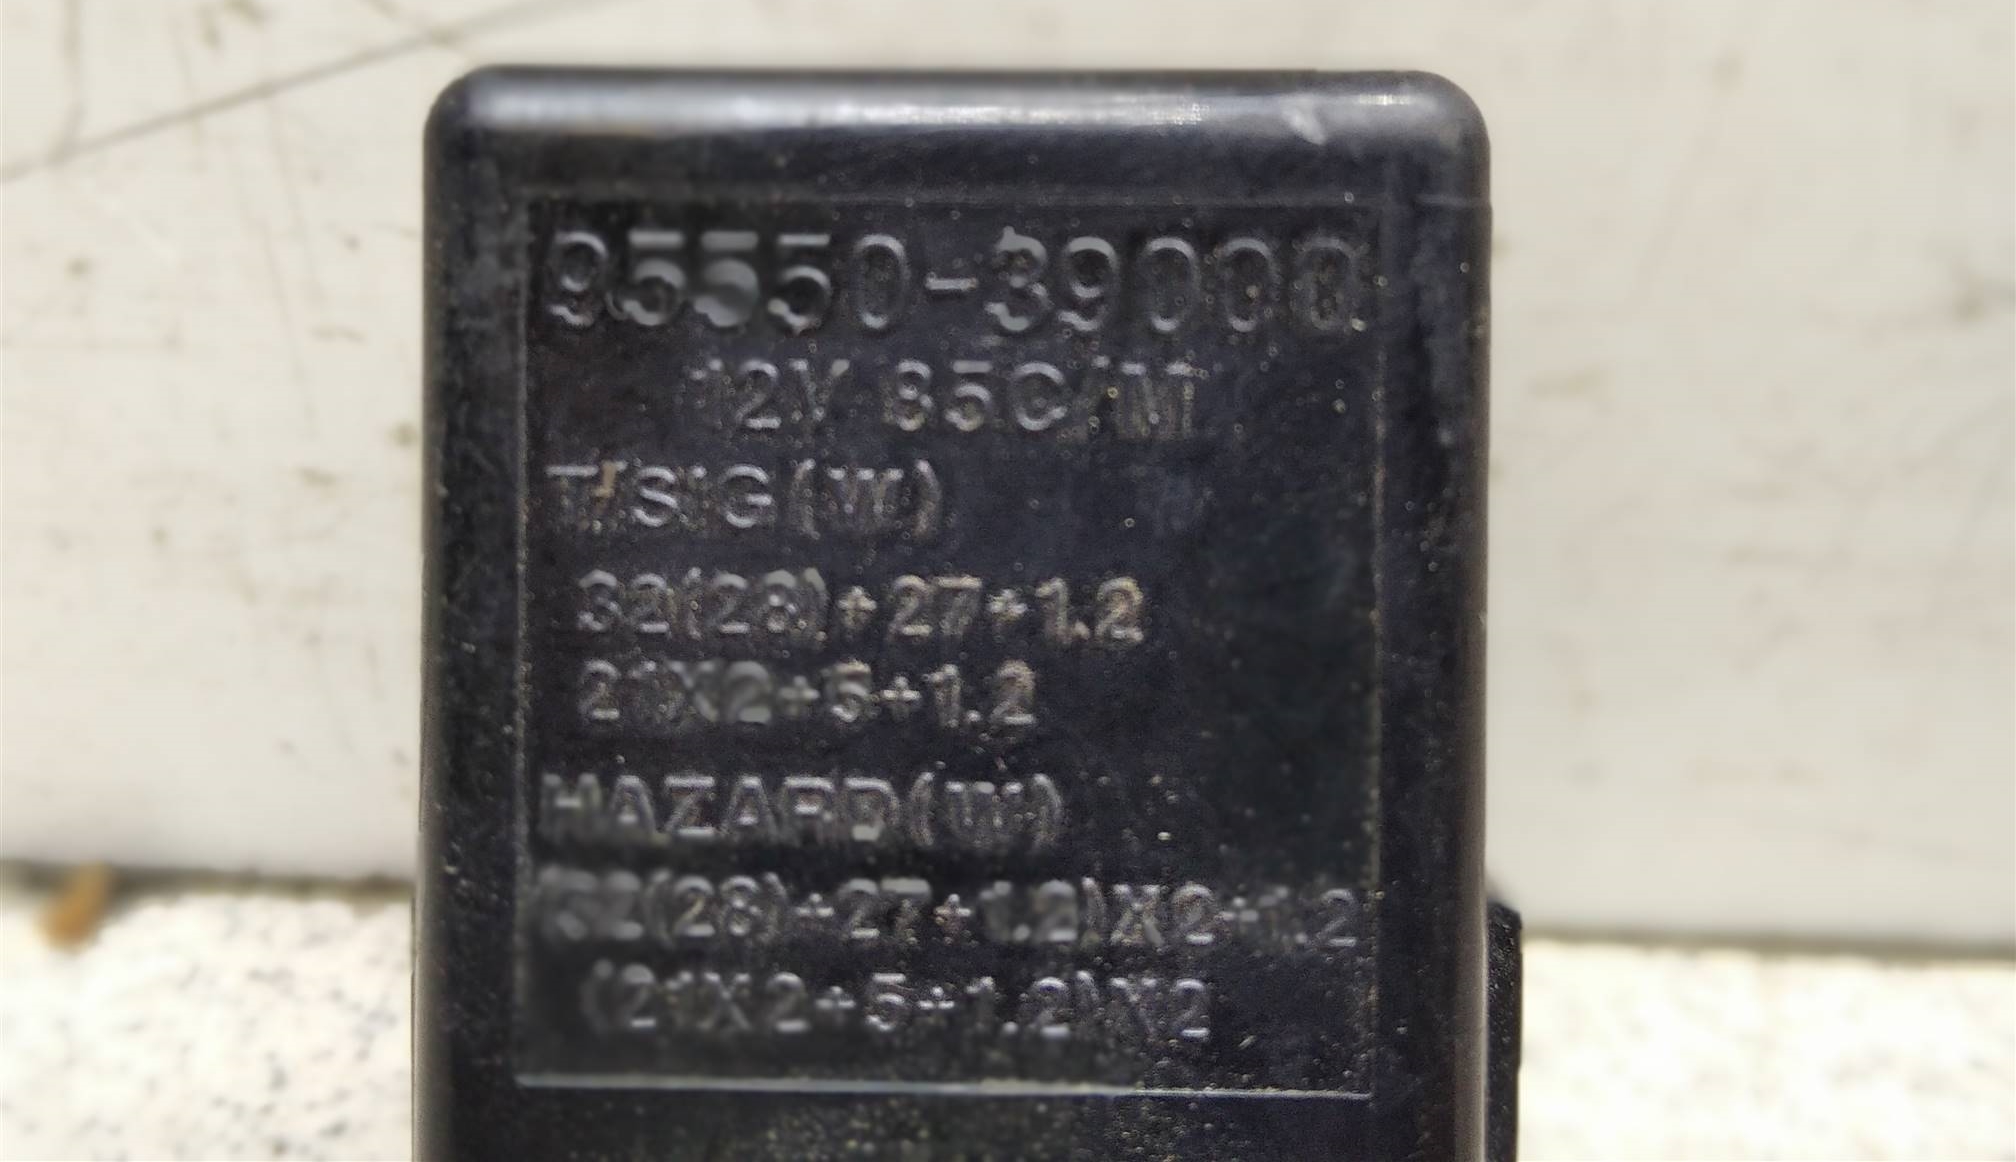 95550-39000
12V 85C/M
T/SIG(W)
32(28)+27+1.2
21X2+5+1.2
HAZARD(W)
(28)+27+1.2)X2+1.2
(21X2+5+1.2)X2